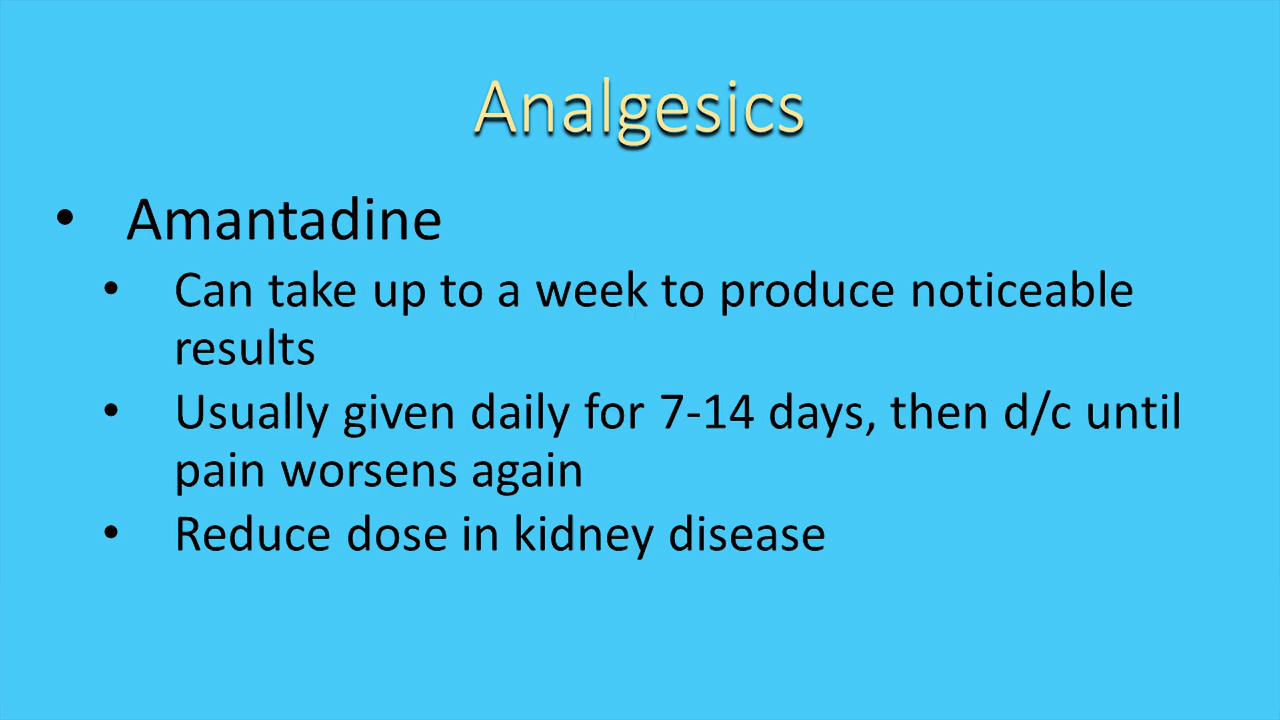 Analgesics
• Amantadine
• Can take up to a week to produce noticeable
results
• Usually given daily for 7-14 days, then d/c until
pain worsens again
• Reduce dose in kidney disease